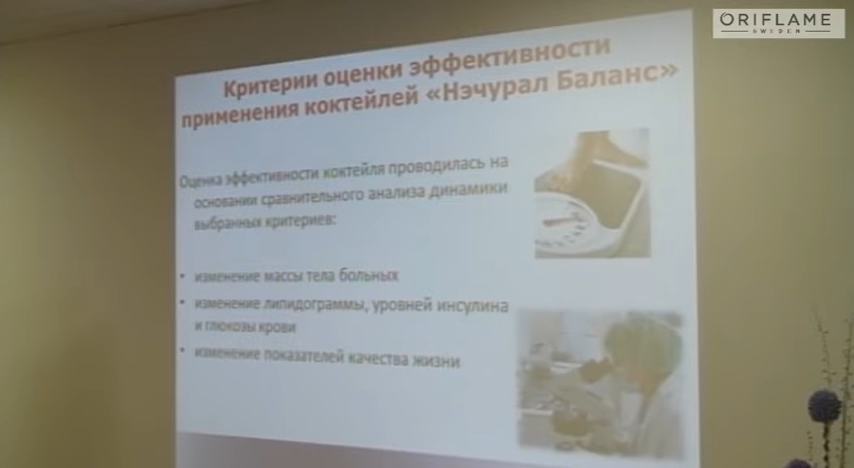 ORIFLAME
SWEDEN
Критерии оценки эффективности
применения коктейлей «Нэчурал Баланс»
Оценка эффективности коктейля проводилась на
основании сравнительного анализа динамики
выбранных критериев:
• изменение массы тела больных
• изменение липидограммы, уровней инсулина
и глюкозы крови
• изменение показателей качества жизни